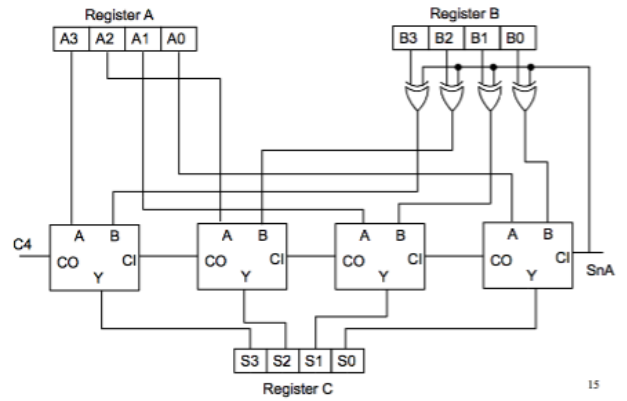 Register A Register B
A3 A2 A1 A0 B3 B2 B1 B0
A B A B A B A B
C4 CO CI CO CI CO CI CO CI SnA
Y Y Y Y
S3 S2 S1 S0
Register C
15